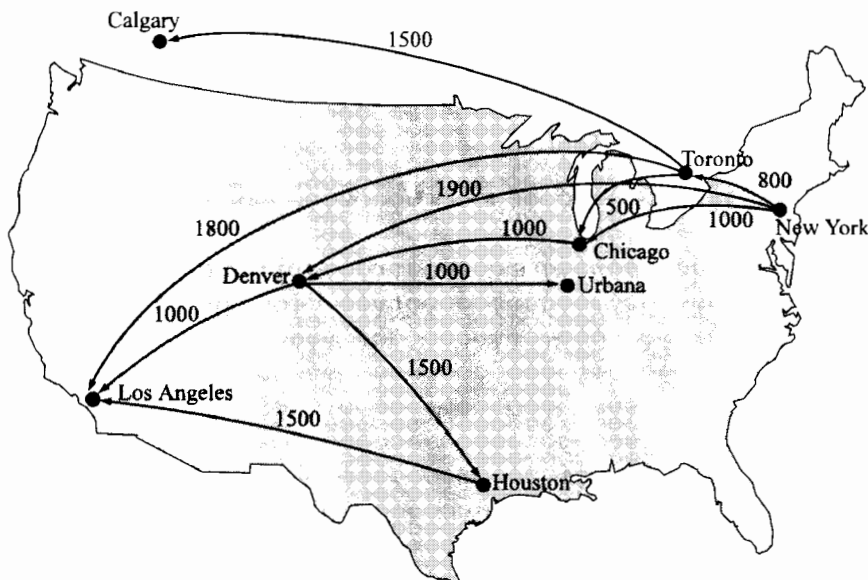 Calgary
1500
Toronto
1900
800
500
1000
New York
1800
1000
Chicago
Denver
1000
Urbana
1000
1500
Los Angeles
1500
Houston